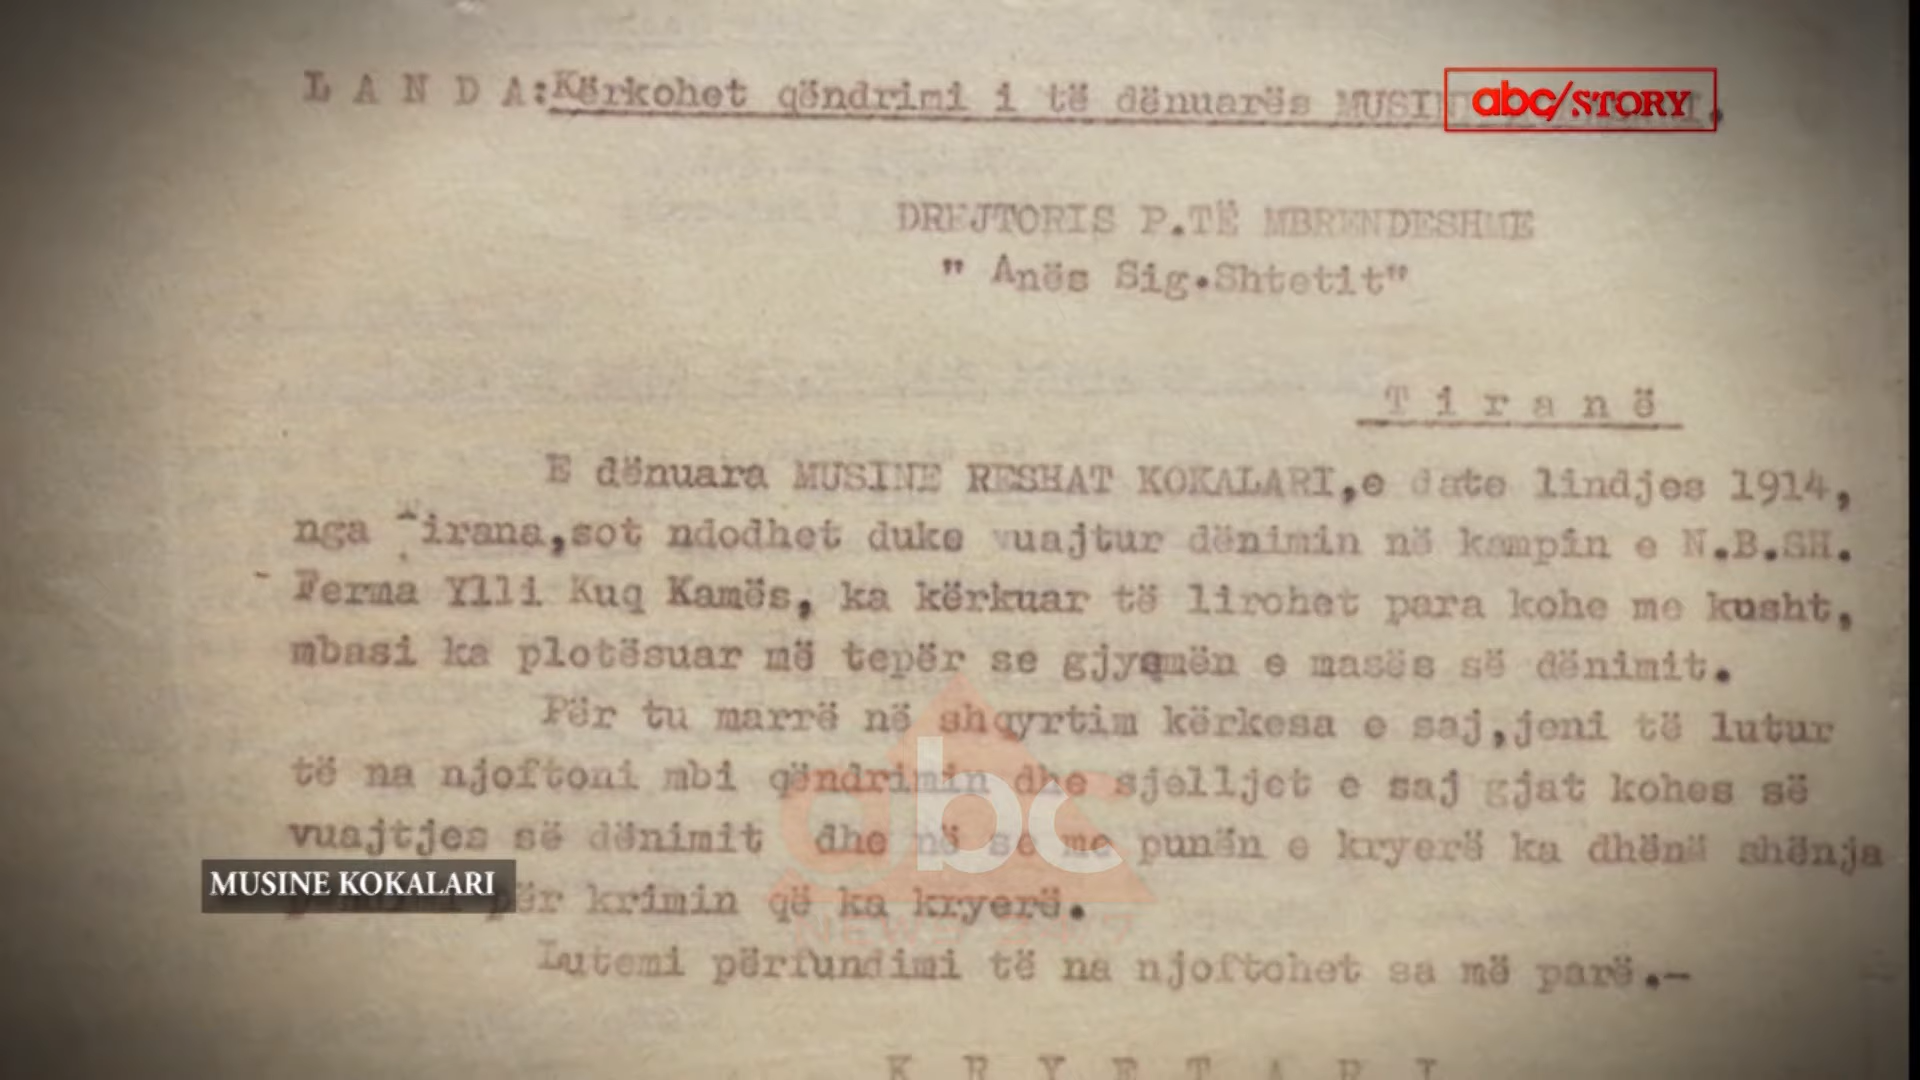 L A N D A:Kërkohet qëndrimi i të dënuarës MUSI
abc/STORY
DREJTORIS P.TË MBRENDESHME
" Anës Sig.Shtetit"
T i r a n ë
E dënuara MUSINE RESHAT KOKALARI,e date lindjes 1914,
nga Tirana,sot ndodhet duke vuajtur dënimin në kampin e N.B.SH.
Ferma Ylli Kuq Kamës, ka kërkuar të lirohet para kohe me kusht,
mbasi ka plotësuar më tepër se gjysmën e masës së dënimit.
Për tu marrë në shqyrtim kërkesa e saj,jeni të lutur
të na njoftoni mbi qëndrimin dhe sjelljet e saj gjat kohes së
vuajtjes së dënimit dhe në se me punën e kryerë ka dhënë shënja
për krimin që ka kryerë.
Lutemi përfundimi të na njoftohet sa më parë.-
K R Y E T A R I
MUSINE KOKALARI
abc
NEWS 24/7